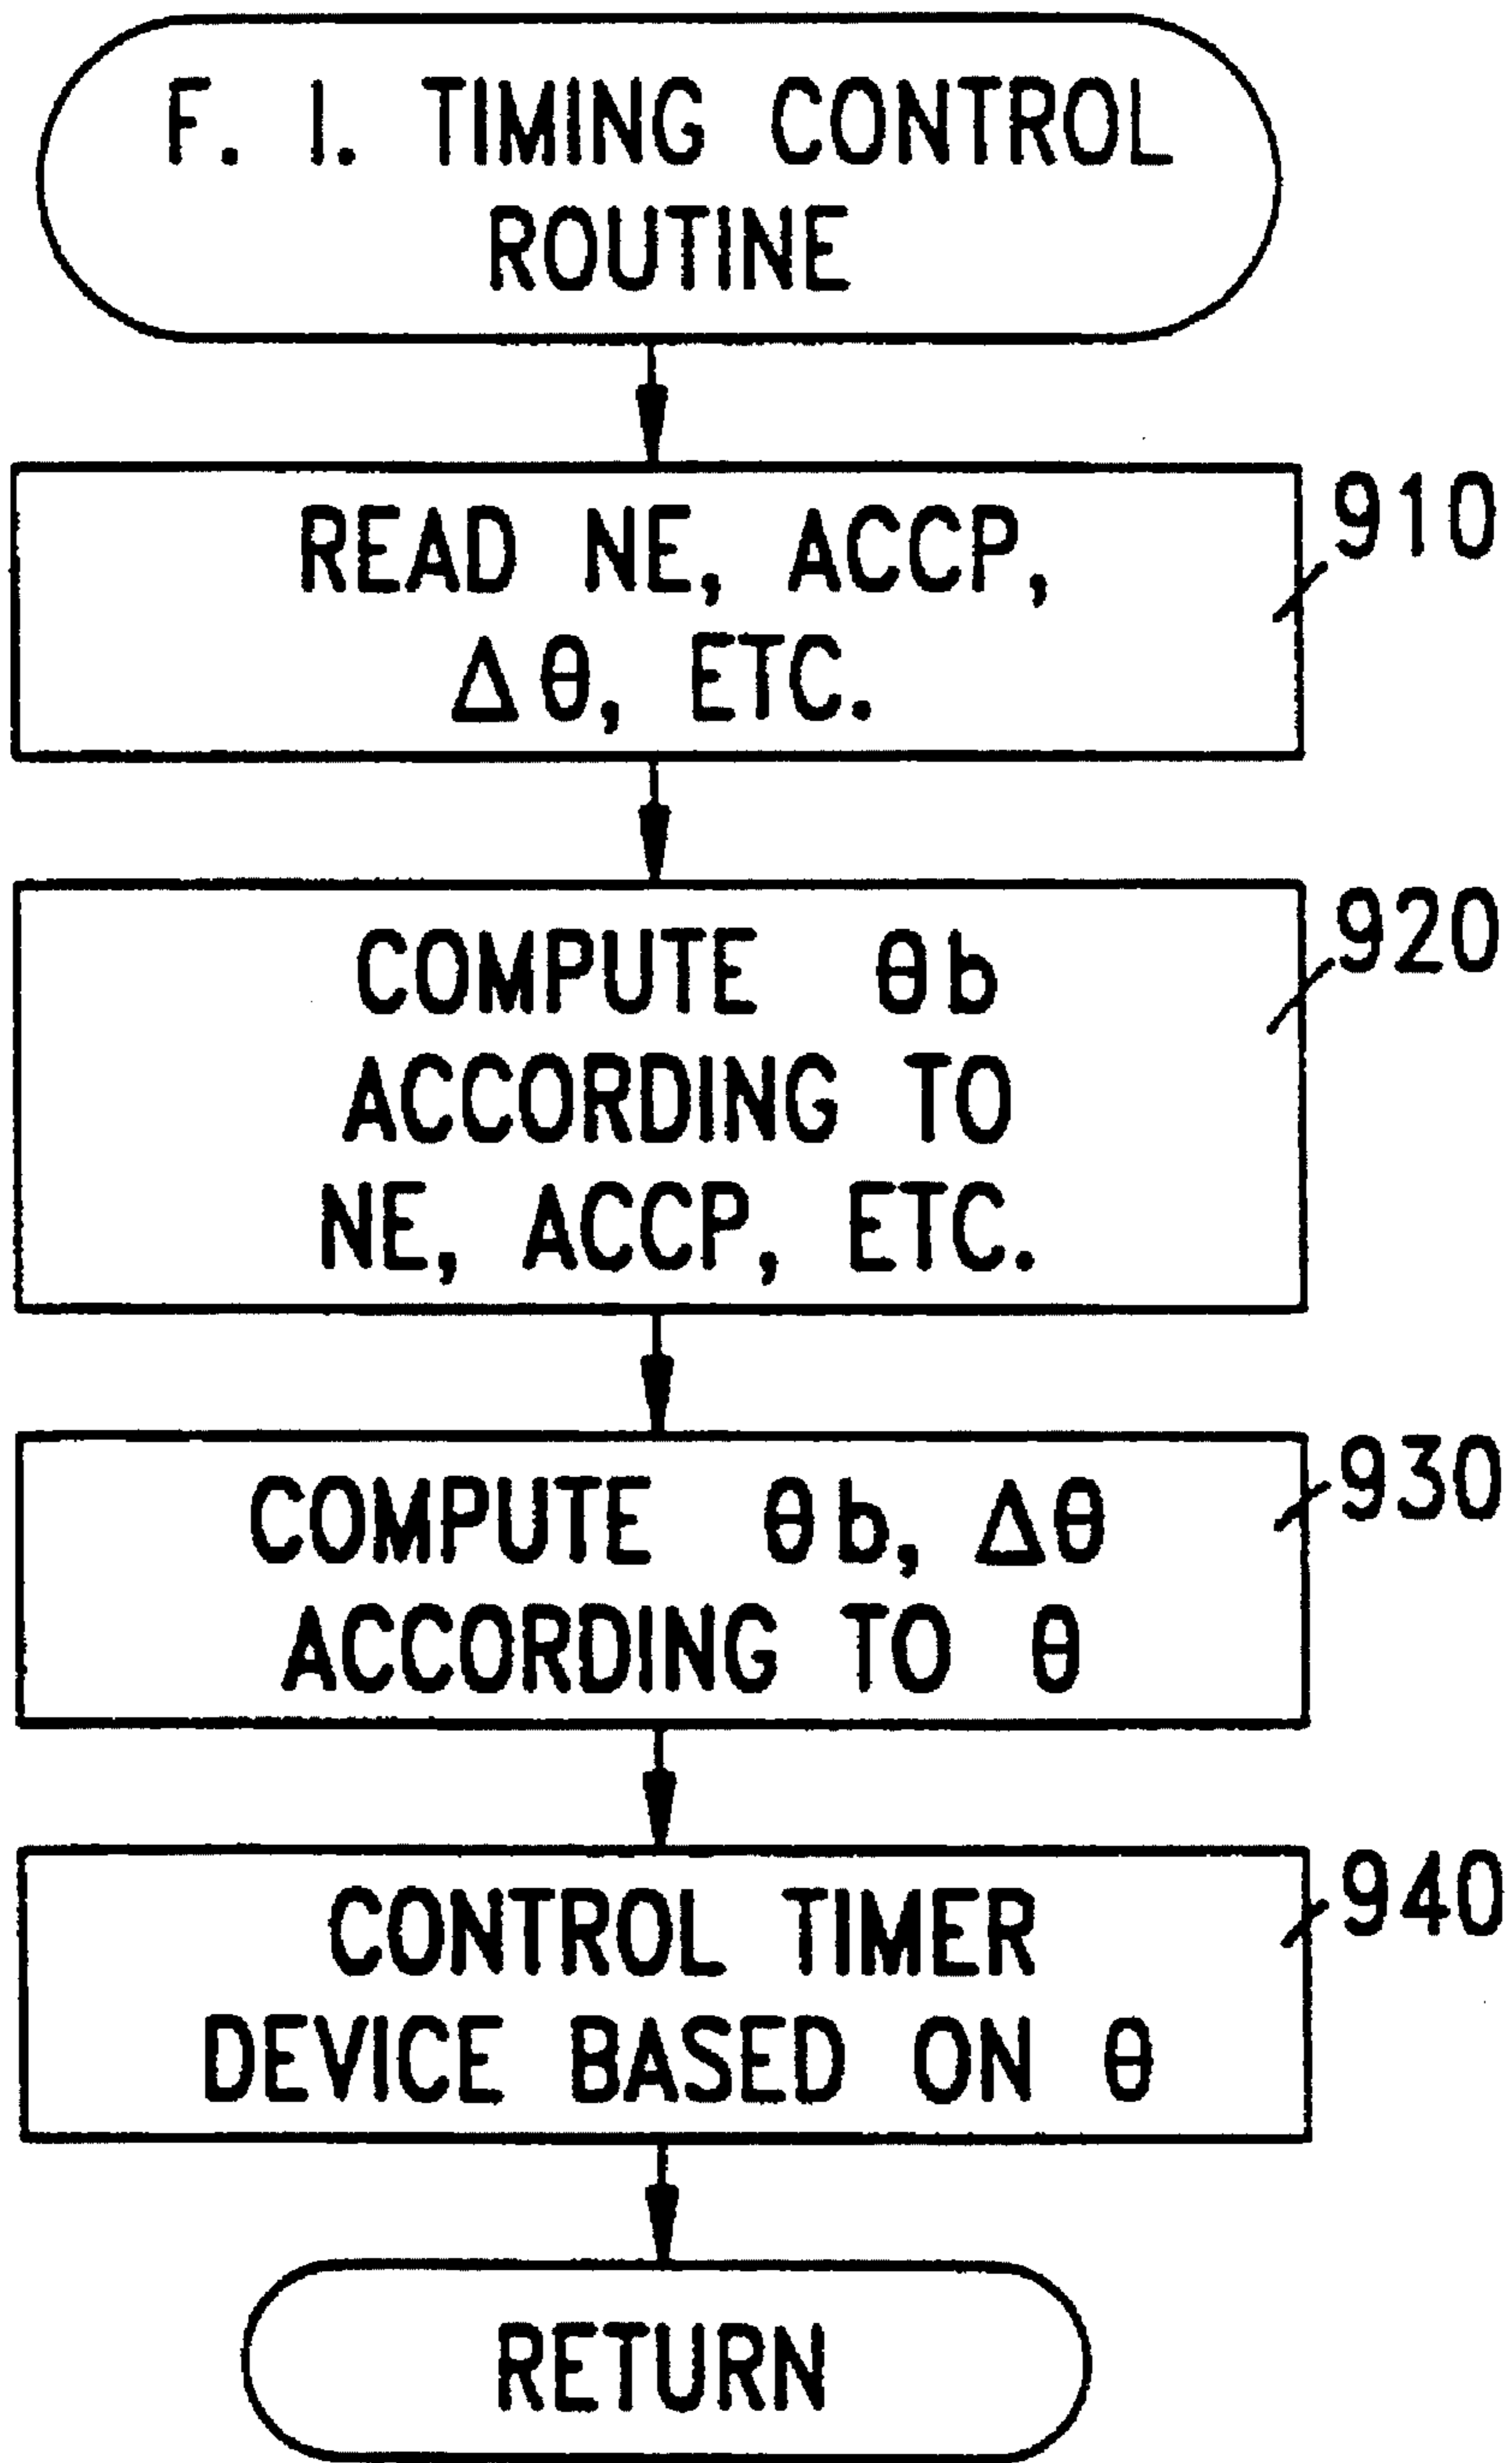 F. I. TIMING CONTROL
ROUTINE
READ NE, ACCP,
Δθ, ETC.
910
COMPUTE θb
ACCORDING TO
NE, ACCP, ETC.
920
COMPUTE θb, Δθ
ACCORDING TO θ
930
CONTROL TIMER
DEVICE BASED ON θ
940
RETURN